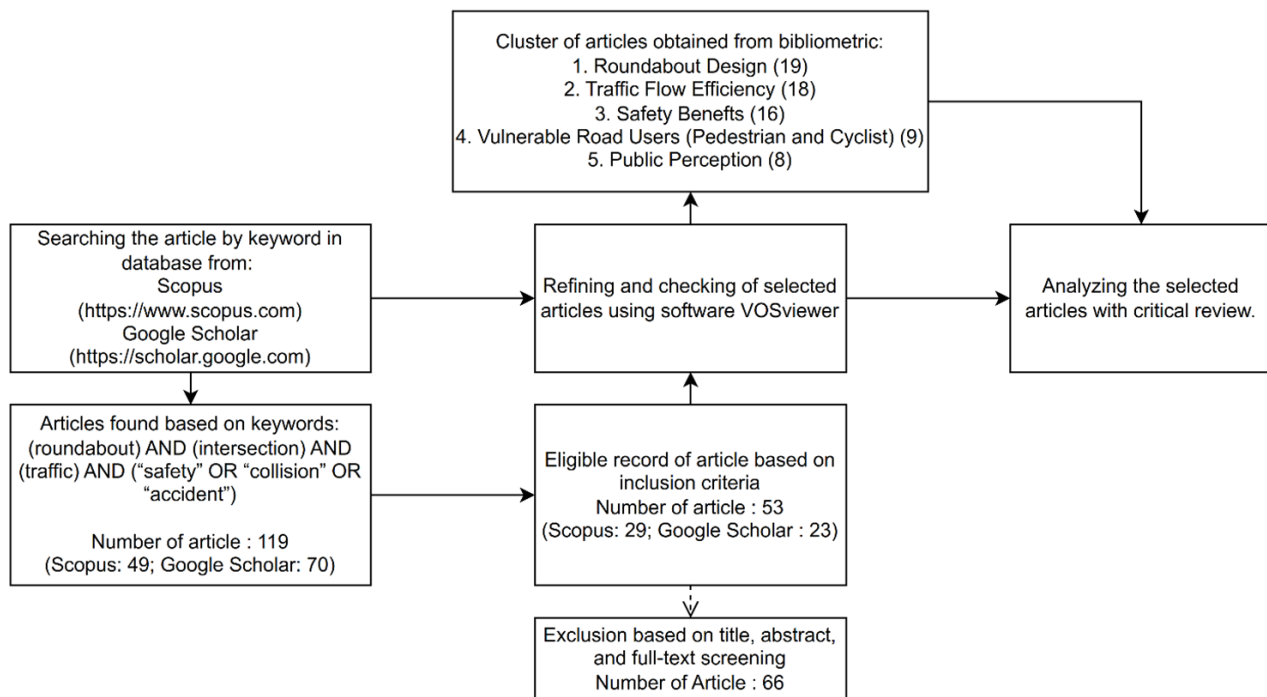 Cluster of articles obtained from bibliometric:
1. Roundabout Design (19)
2. Traffic Flow Efficiency (18)
3. Safety Benefts (16)
4. Vulnerable Road Users (Pedestrian and Cyclist) (9)
5. Public Perception (8)
Searching the article by keyword in
database from:
Scopus
(https://www.scopus.com)
Google Scholar
(https://scholar.google.com)
Refining and checking of selected
articles using software VOSviewer
Analyzing the selected
articles with critical review.
Articles found based on keywords:
(roundabout) AND (intersection) AND
(traffic) AND (“safety” OR “collision” OR
“accident”)
Number of article : 119
(Scopus: 49; Google Scholar: 70)
Eligible record of article based on
inclusion criteria
Number of article : 53
(Scopus: 29; Google Scholar : 23)
Exclusion based on title, abstract,
and full-text screening
Number of Article : 66